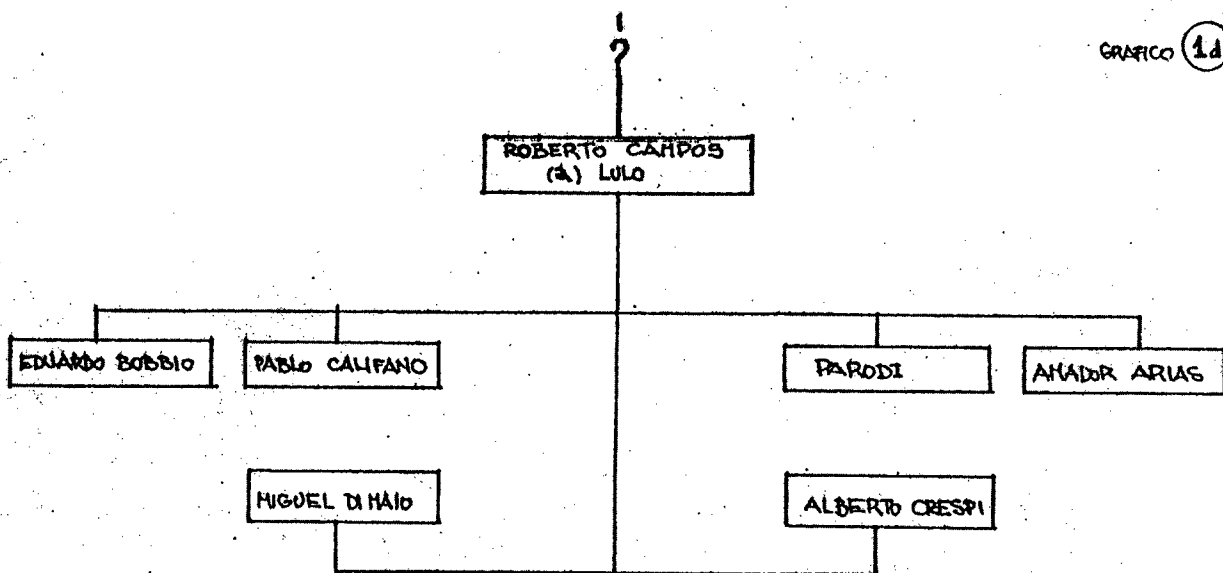 GRAFICO 1d
?
ROBERTO CAMPOS
(a) LULO
EDUARDO BOBBIO
PABLO CALIFANO
PARODI
AMADOR ARIAS
MIGUEL DI MAIO
ALBERTO CRESPI